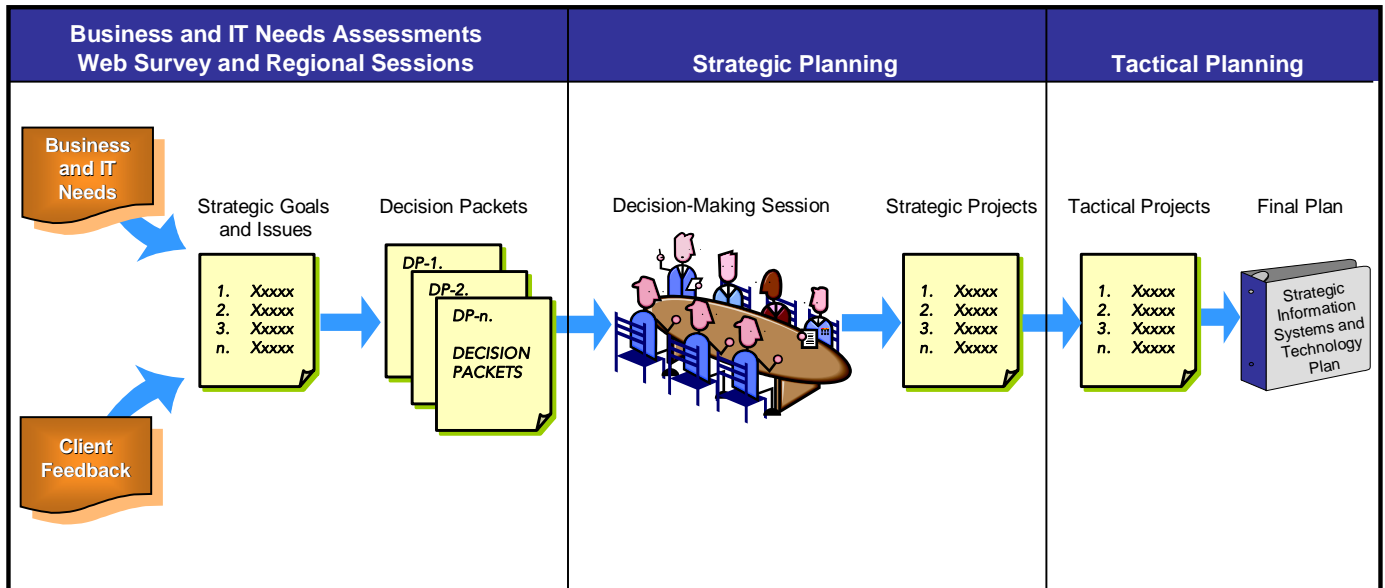 Business and IT Needs Assessments
Web Survey and Regional Sessions
Strategic Planning
Tactical Planning
Business
and IT
Needs
Client
Feedback
Strategic Goals
and Issues
1. Xxxxx
2. Xxxxx
3. Xxxxx
n. Xxxxx
Decision Packets
DP-1.
DP-2.
DP-n.
DECISION
PACKETS
Decision-Making Session
Strategic Projects
1. Xxxxx
2. Xxxxx
3. Xxxxx
n. Xxxxx
Tactical Projects
1. Xxxxx
2. Xxxxx
3. Xxxxx
n. Xxxxx
Final Plan
Strategic
Information
Systems and
Technology
Plan